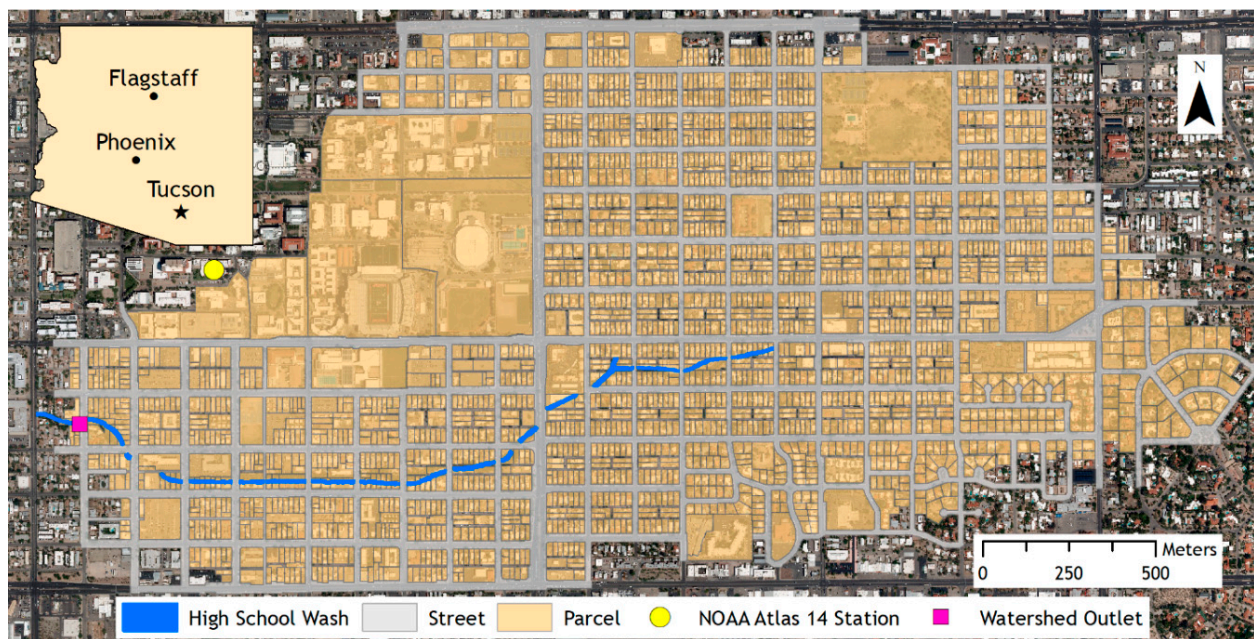 Flagstaff
Phoenix
Tucson
N
Meters
0 250 500
High School Wash Street Parcel NOAA Atlas 14 Station Watershed Outlet